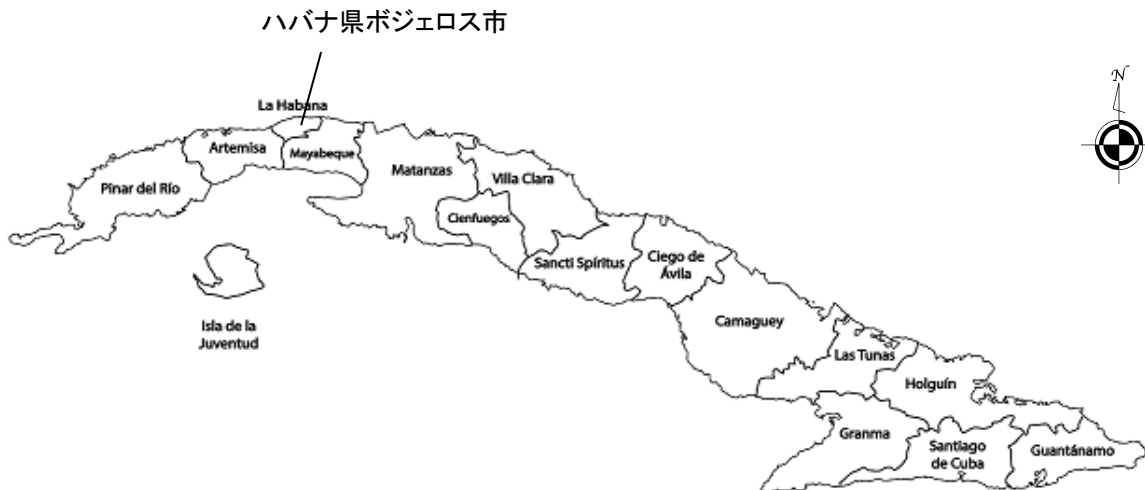 ハバナ県ボジェロス市
N
La Habana
Artemisa
Mayabeque
Pinar del Río
Matanzas
Villa Clara
Cienfuegos
Sancti Spíritus
Ciego de
Ávila
Isla de la
Juventud
Camaguey
Las Tunas
Holguín
Granma
Santiago
de Cuba
Guantánamo